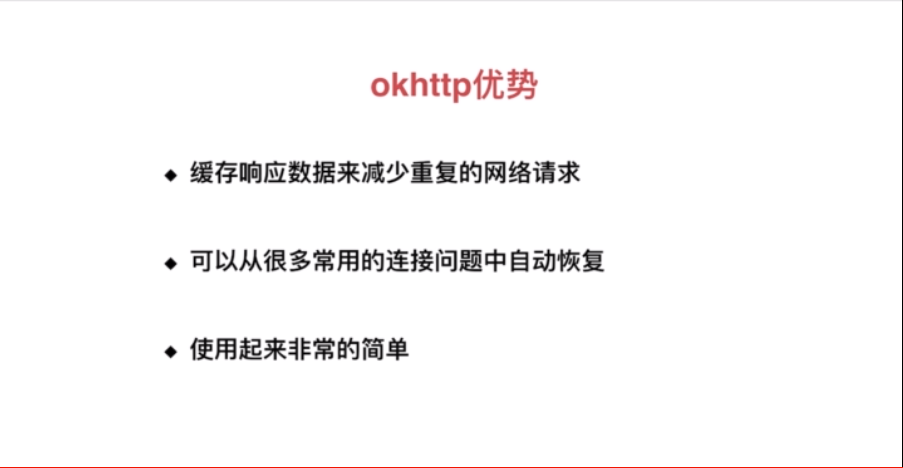 okhttp优势
◆ 缓存响应数据来减少重复的网络请求
◆ 可以从很多常用的连接问题中自动恢复
◆ 使用起来非常的简单